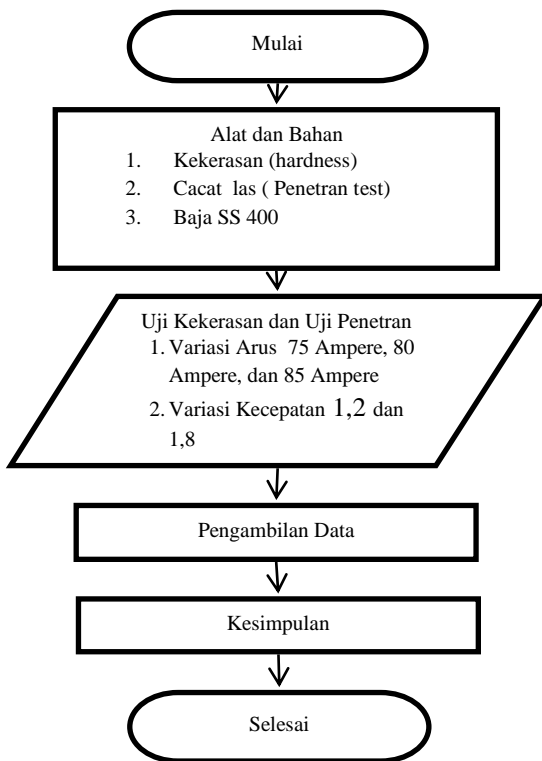 Mulai
Alat dan Bahan
1. Kekerasan (hardness)
2. Cacat las ( Penetran test)
3. Baja SS 400
Uji Kekerasan dan Uji Penetran
1. Variasi Arus 75 Ampere, 80
Ampere, dan 85 Ampere
2. Variasi Kecepatan 1,2 dan
1,8
Pengambilan Data
Kesimpulan
Selesai